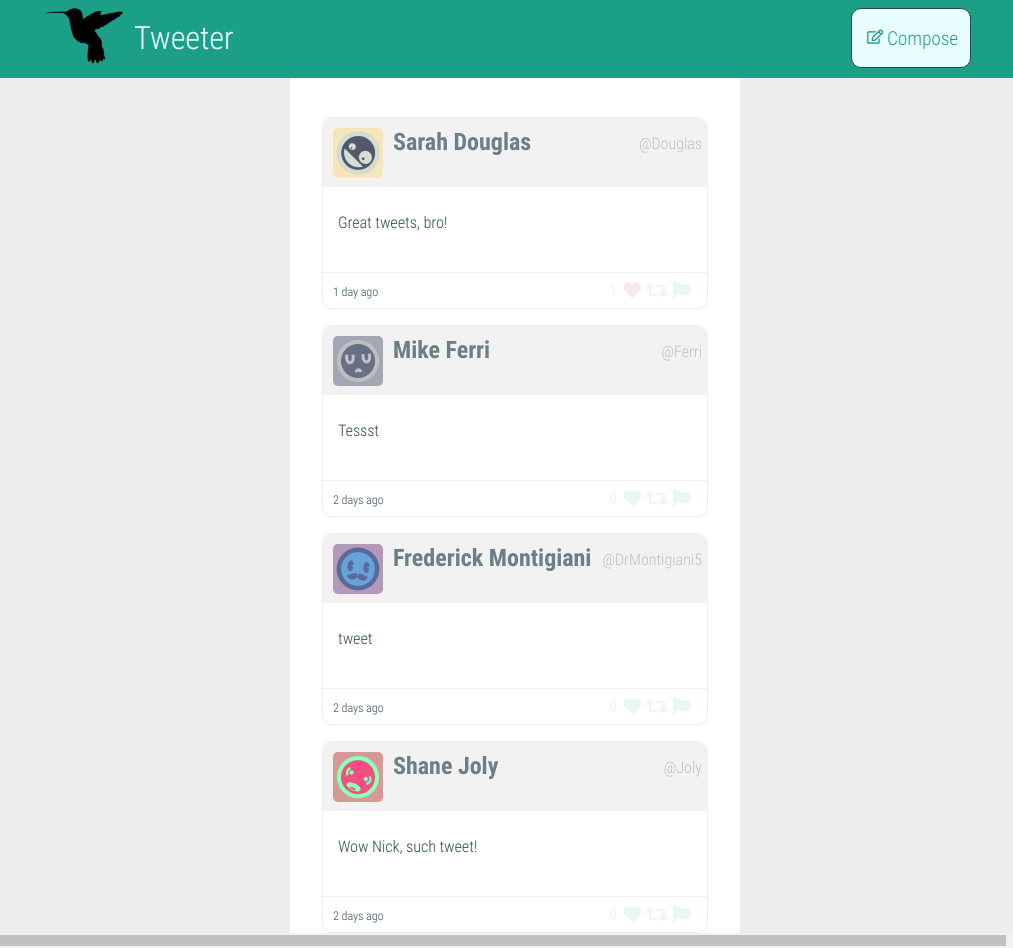 Tweeter
Compose
Sarah Douglas @Douglas
Great tweets, bro!
1 day ago 1
Mike Ferri @Ferri
Tessst
2 days ago 0
Frederick Montigiani @DrMontigiani5
tweet
2 days ago 0
Shane Joly @Joly
Wow Nick, such tweet!
2 days ago 0